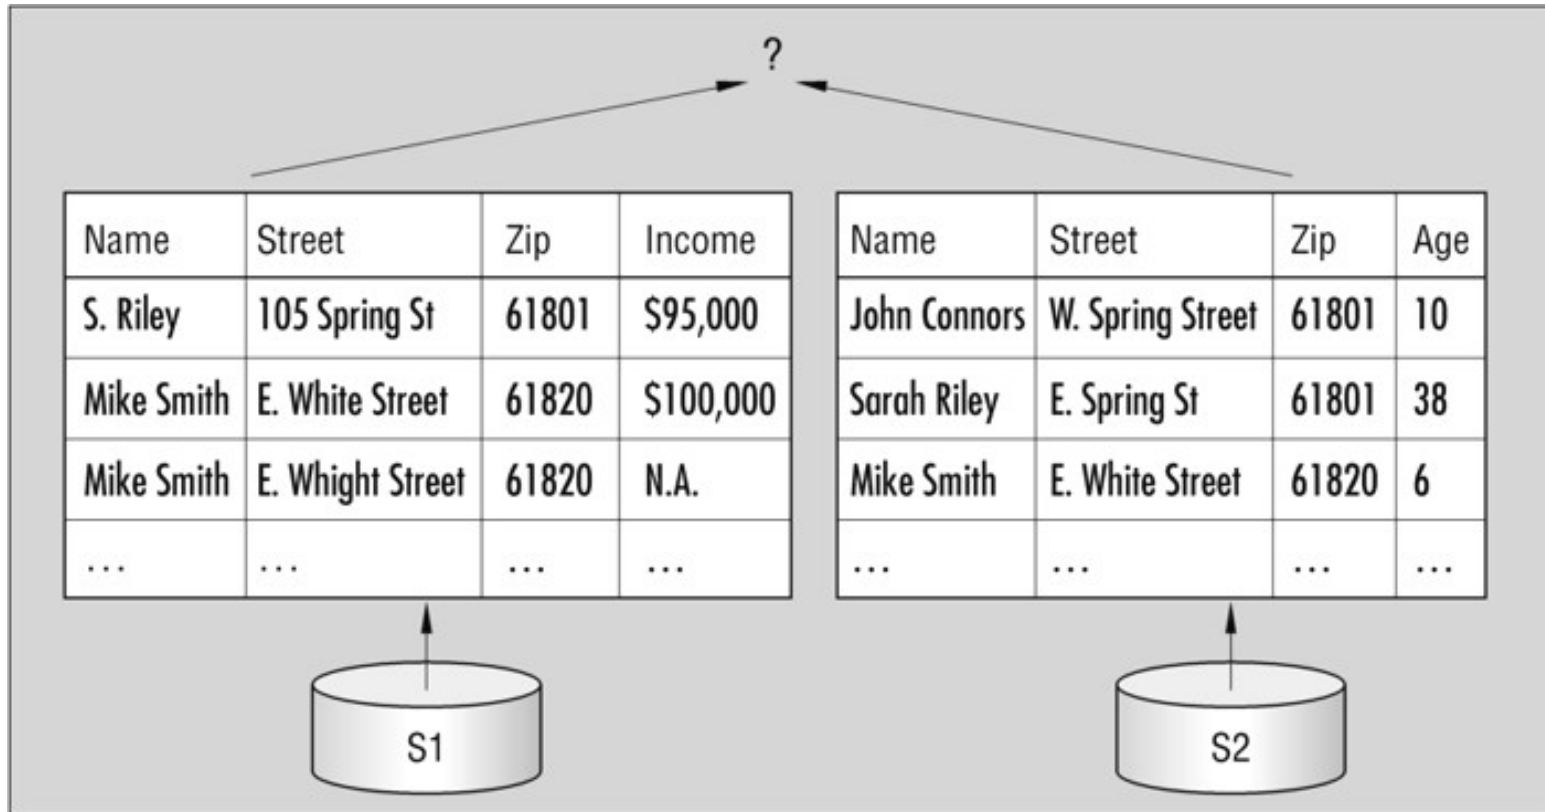 ?
Name Street Zip Income
S. Riley 105 Spring St 61801 $95,000
Mike Smith E. White Street 61820 $100,000
Mike Smith E. Whight Street 61820 N.A.
... ... ... ...
Name Street Zip Age
John Connors W. Spring Street 61801 10
Sarah Riley E. Spring St 61801 38
Mike Smith E. White Street 61820 6
... ... ... ...
S1
S2